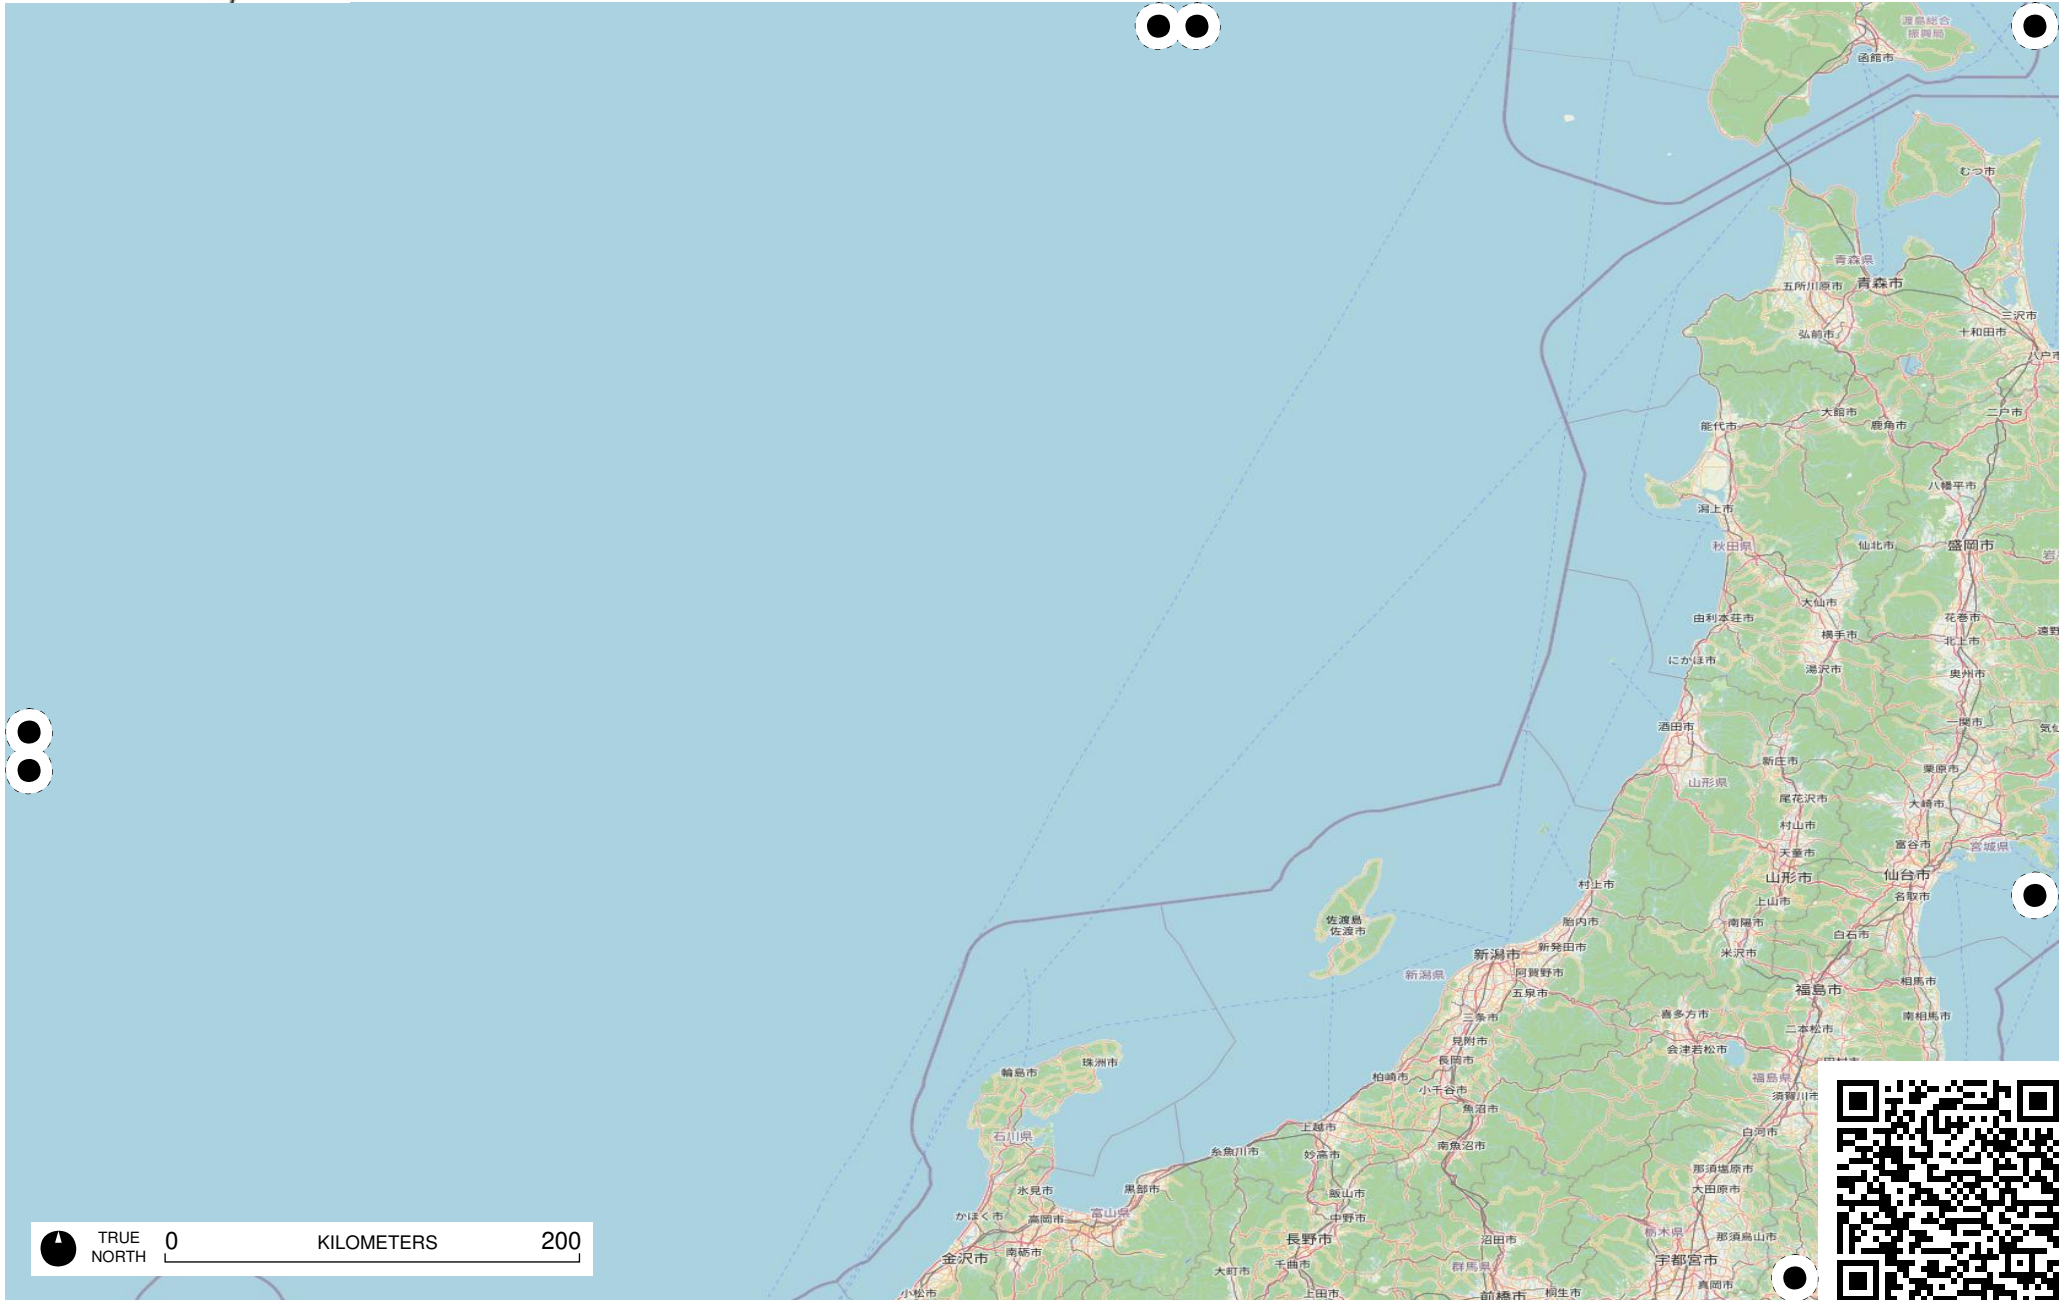 渡島総合
振興局
函館市
むつ市
青森県
青森市
五所川原市
三沢市
十和田市
弘前市
八戸市
大館市
二戸市
能代市
鹿角市
八幡平市
潟上市
秋田県
仙北市
盛岡市
岩
大仙市
由利本荘市
花巻市
横手市
北上市
遠野
にかほ市
湯沢市
奥州市
酒田市
一関市
気仙
新庄市
栗原市
山形県
尾花沢市
大崎市
村山市
富谷市
宮城県
天童市
山形市
仙台市
村上市
名取市
上山市
佐渡島
佐渡市
胎内市
南陽市
白石市
新潟市
新発田市
米沢市
新潟県
阿賀野市
相馬市
五泉市
福島市
三条市
喜多方市
南相馬市
二本松市
見附市
会津若松市
長岡市
珠洲市
輪島市
柏崎市
福島県
小千谷市
須賀川市
魚沼市
上越市
白河市
石川県
南魚沼市
糸魚川市
妙高市
那須塩原市
氷見市
黒部市
飯山市
大田原市
かほく市
高岡市
富山県
中野市
栃木県
那須烏山市
長野市
沼田市
金沢市
南砺市
宇都宮市
千曲市
大町市
群馬県
真岡市
小松市
上田市
前橋市
桐生市
TRUE
NORTH
0 KILOMETERS 200